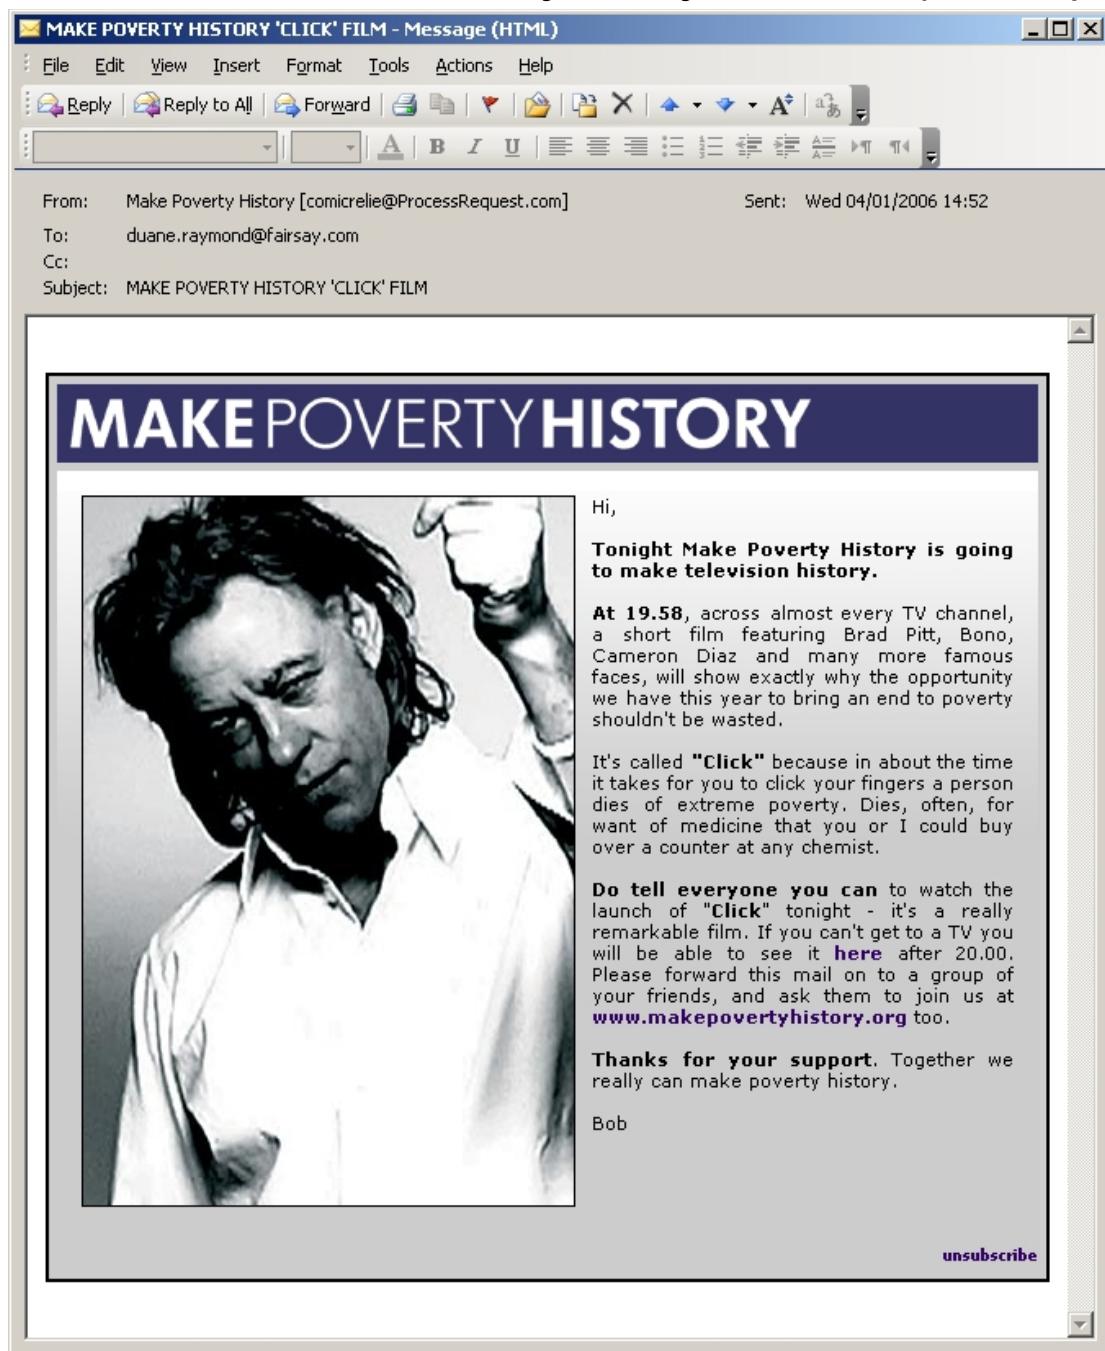 MAKE POVERTY HISTORY 'CLICK' FILM - Message (HTML)
File Edit View Insert Format Tools Actions Help
Reply Reply to All Forward
A B I U
From: Make Poverty History [comicrelie@ProcessRequest.com] Sent: Wed 04/01/2006 14:52
To: duane.raymond@fairsay.com
Cc:
Subject: MAKE POVERTY HISTORY 'CLICK' FILM
MAKEPOVERTYHISTORY
Hi,
Tonight Make Poverty History is going
to make television history.
At 19.58, across almost every TV channel,
a short film featuring Brad Pitt, Bono,
Cameron Diaz and many more famous
faces, will show exactly why the opportunity
we have this year to bring an end to poverty
shouldn't be wasted.
It's called "Click" because in about the time
it takes for you to click your fingers a person
dies of extreme poverty. Dies, often, for
want of medicine that you or I could buy
over a counter at any chemist.
Do tell everyone you can to watch the
launch of "Click" tonight - it's a really
remarkable film. If you can't get to a TV you
will be able to see it here after 20.00.
Please forward this mail on to a group of
your friends, and ask them to join us at
www.makepovertyhistory.org too.
Thanks for your support. Together we
really can make poverty history.
Bob
unsubscribe